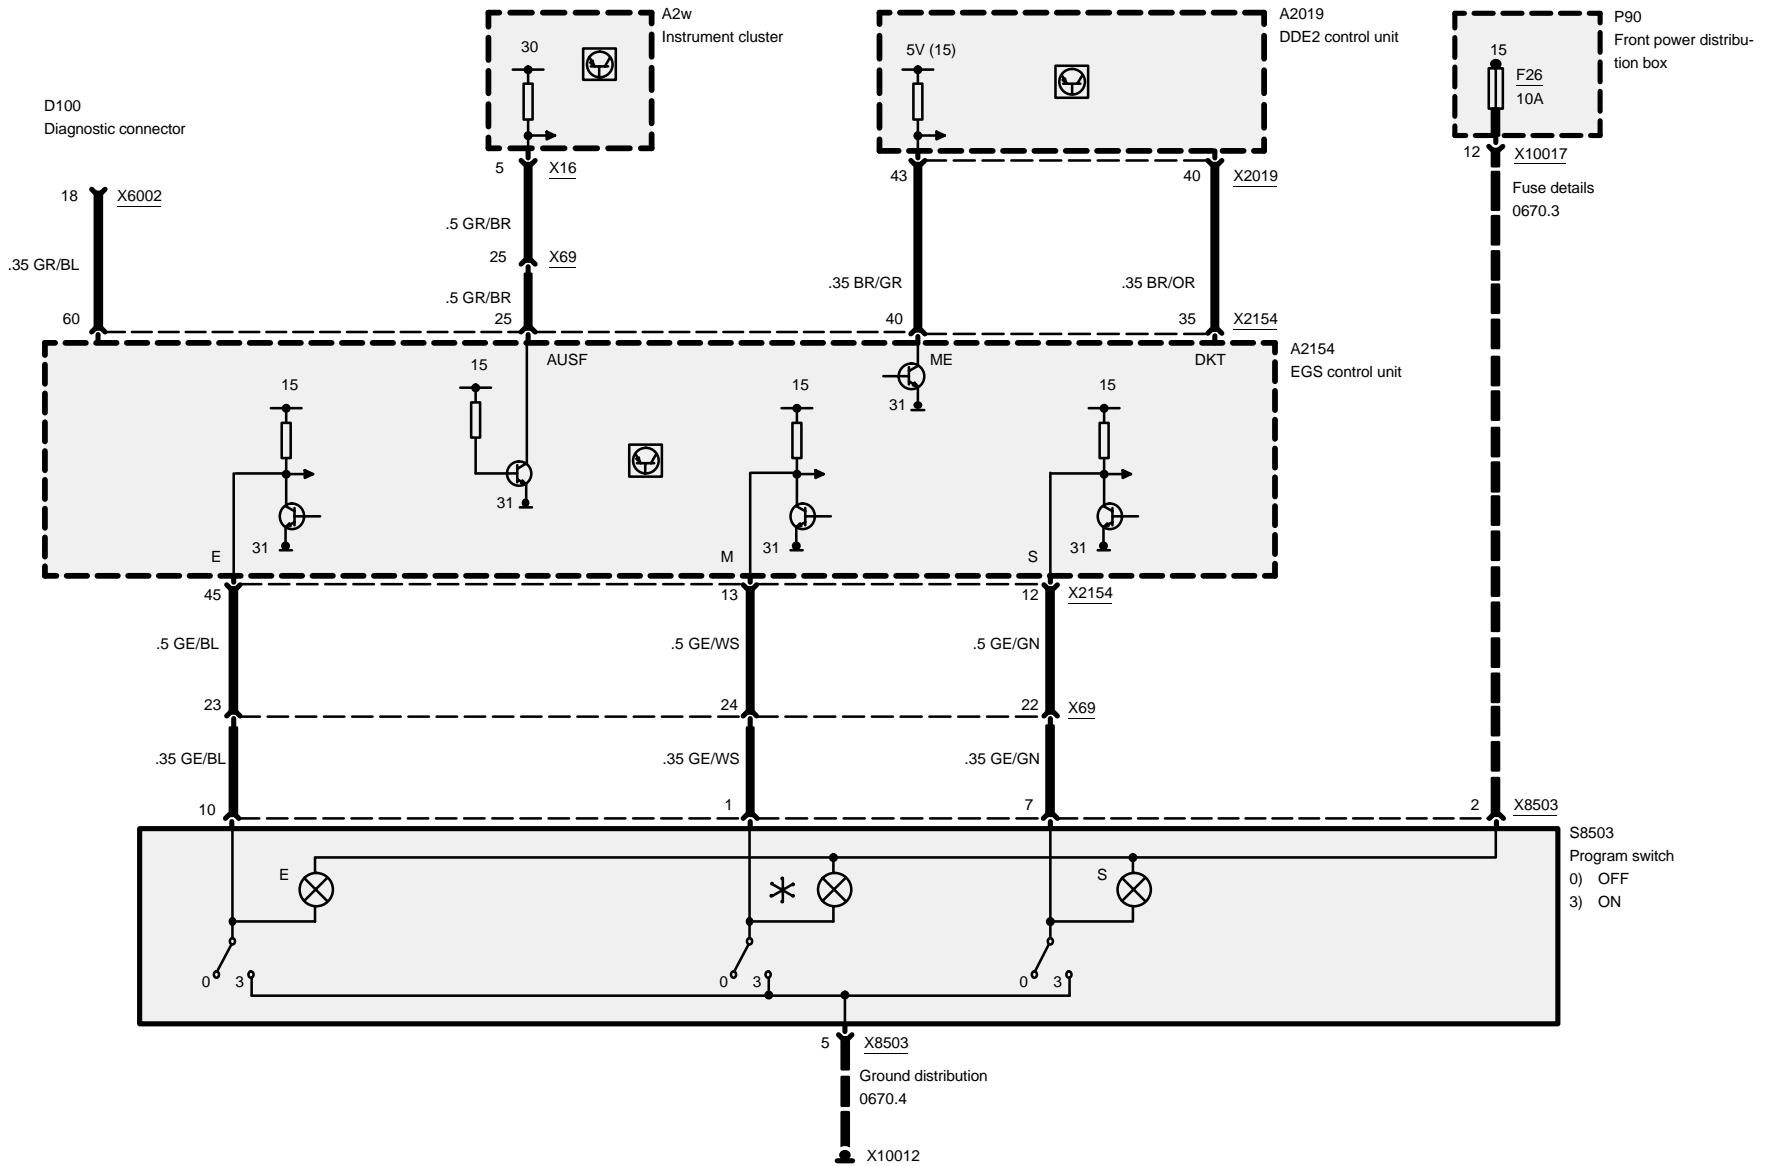 A2w
Instrument cluster
30
A2019
DDE2 control unit
5V (15)
P90
Front power distribu-
tion box
15
F26
10A
D100
Diagnostic connector
5
X16
43
40
X2019
12
X10017
Fuse details
0670.3
18
X6002
.5 GR/BR
25
X69
.35 GR/BL
.5 GR/BR
.35 BR/GR
.35 BR/OR
60
25
40
35
X2154
AUSF
ME
DKT
A2154
EGS control unit
15
15
15
15
31
31
31
31
31
E
M
S
45
13
12
X2154
.5 GE/BL
.5 GE/WS
.5 GE/GN
23
24
22
X69
.35 GE/BL
.35 GE/WS
.35 GE/GN
10
1
7
2
X8503
S8503
Program switch
0) OFF
3) ON
E
S
0 3
0 3
0 3
5
X8503
Ground distribution
0670.4
X10012